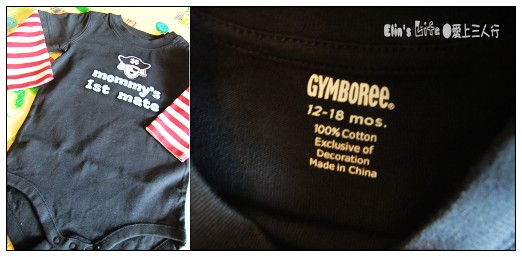 mommy's
1st mate
Elin's Life@愛上三人行
GYMBOREE®
12-18 mos.
100% Cotton
Exclusive of
Decoration
Made in China